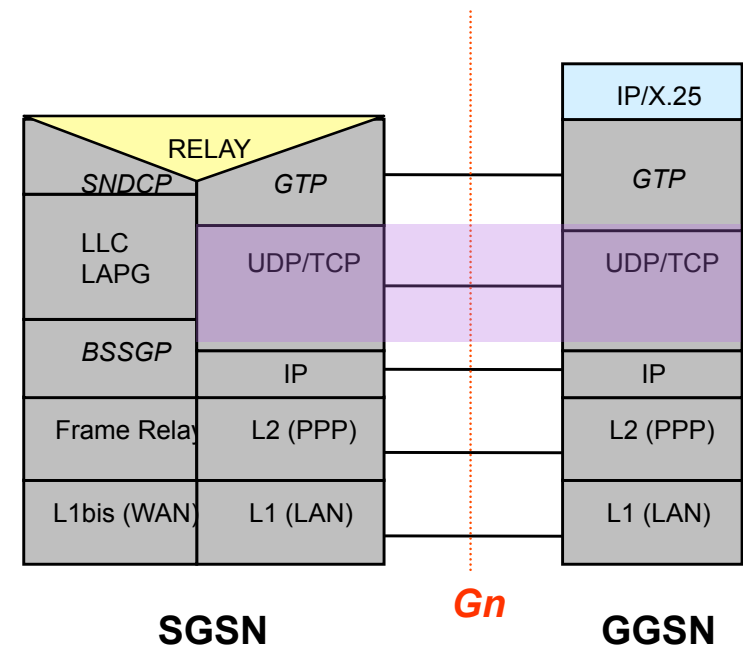 IP/X.25
RELAY
SNDCP
GTP
GTP
LLC
LAPG
UDP/TCP
UDP/TCP
BSSGP
IP
IP
Frame Relay
L2 (PPP)
L2 (PPP)
L1bis (WAN)
L1 (LAN)
L1 (LAN)
Gn
SGSN
GGSN